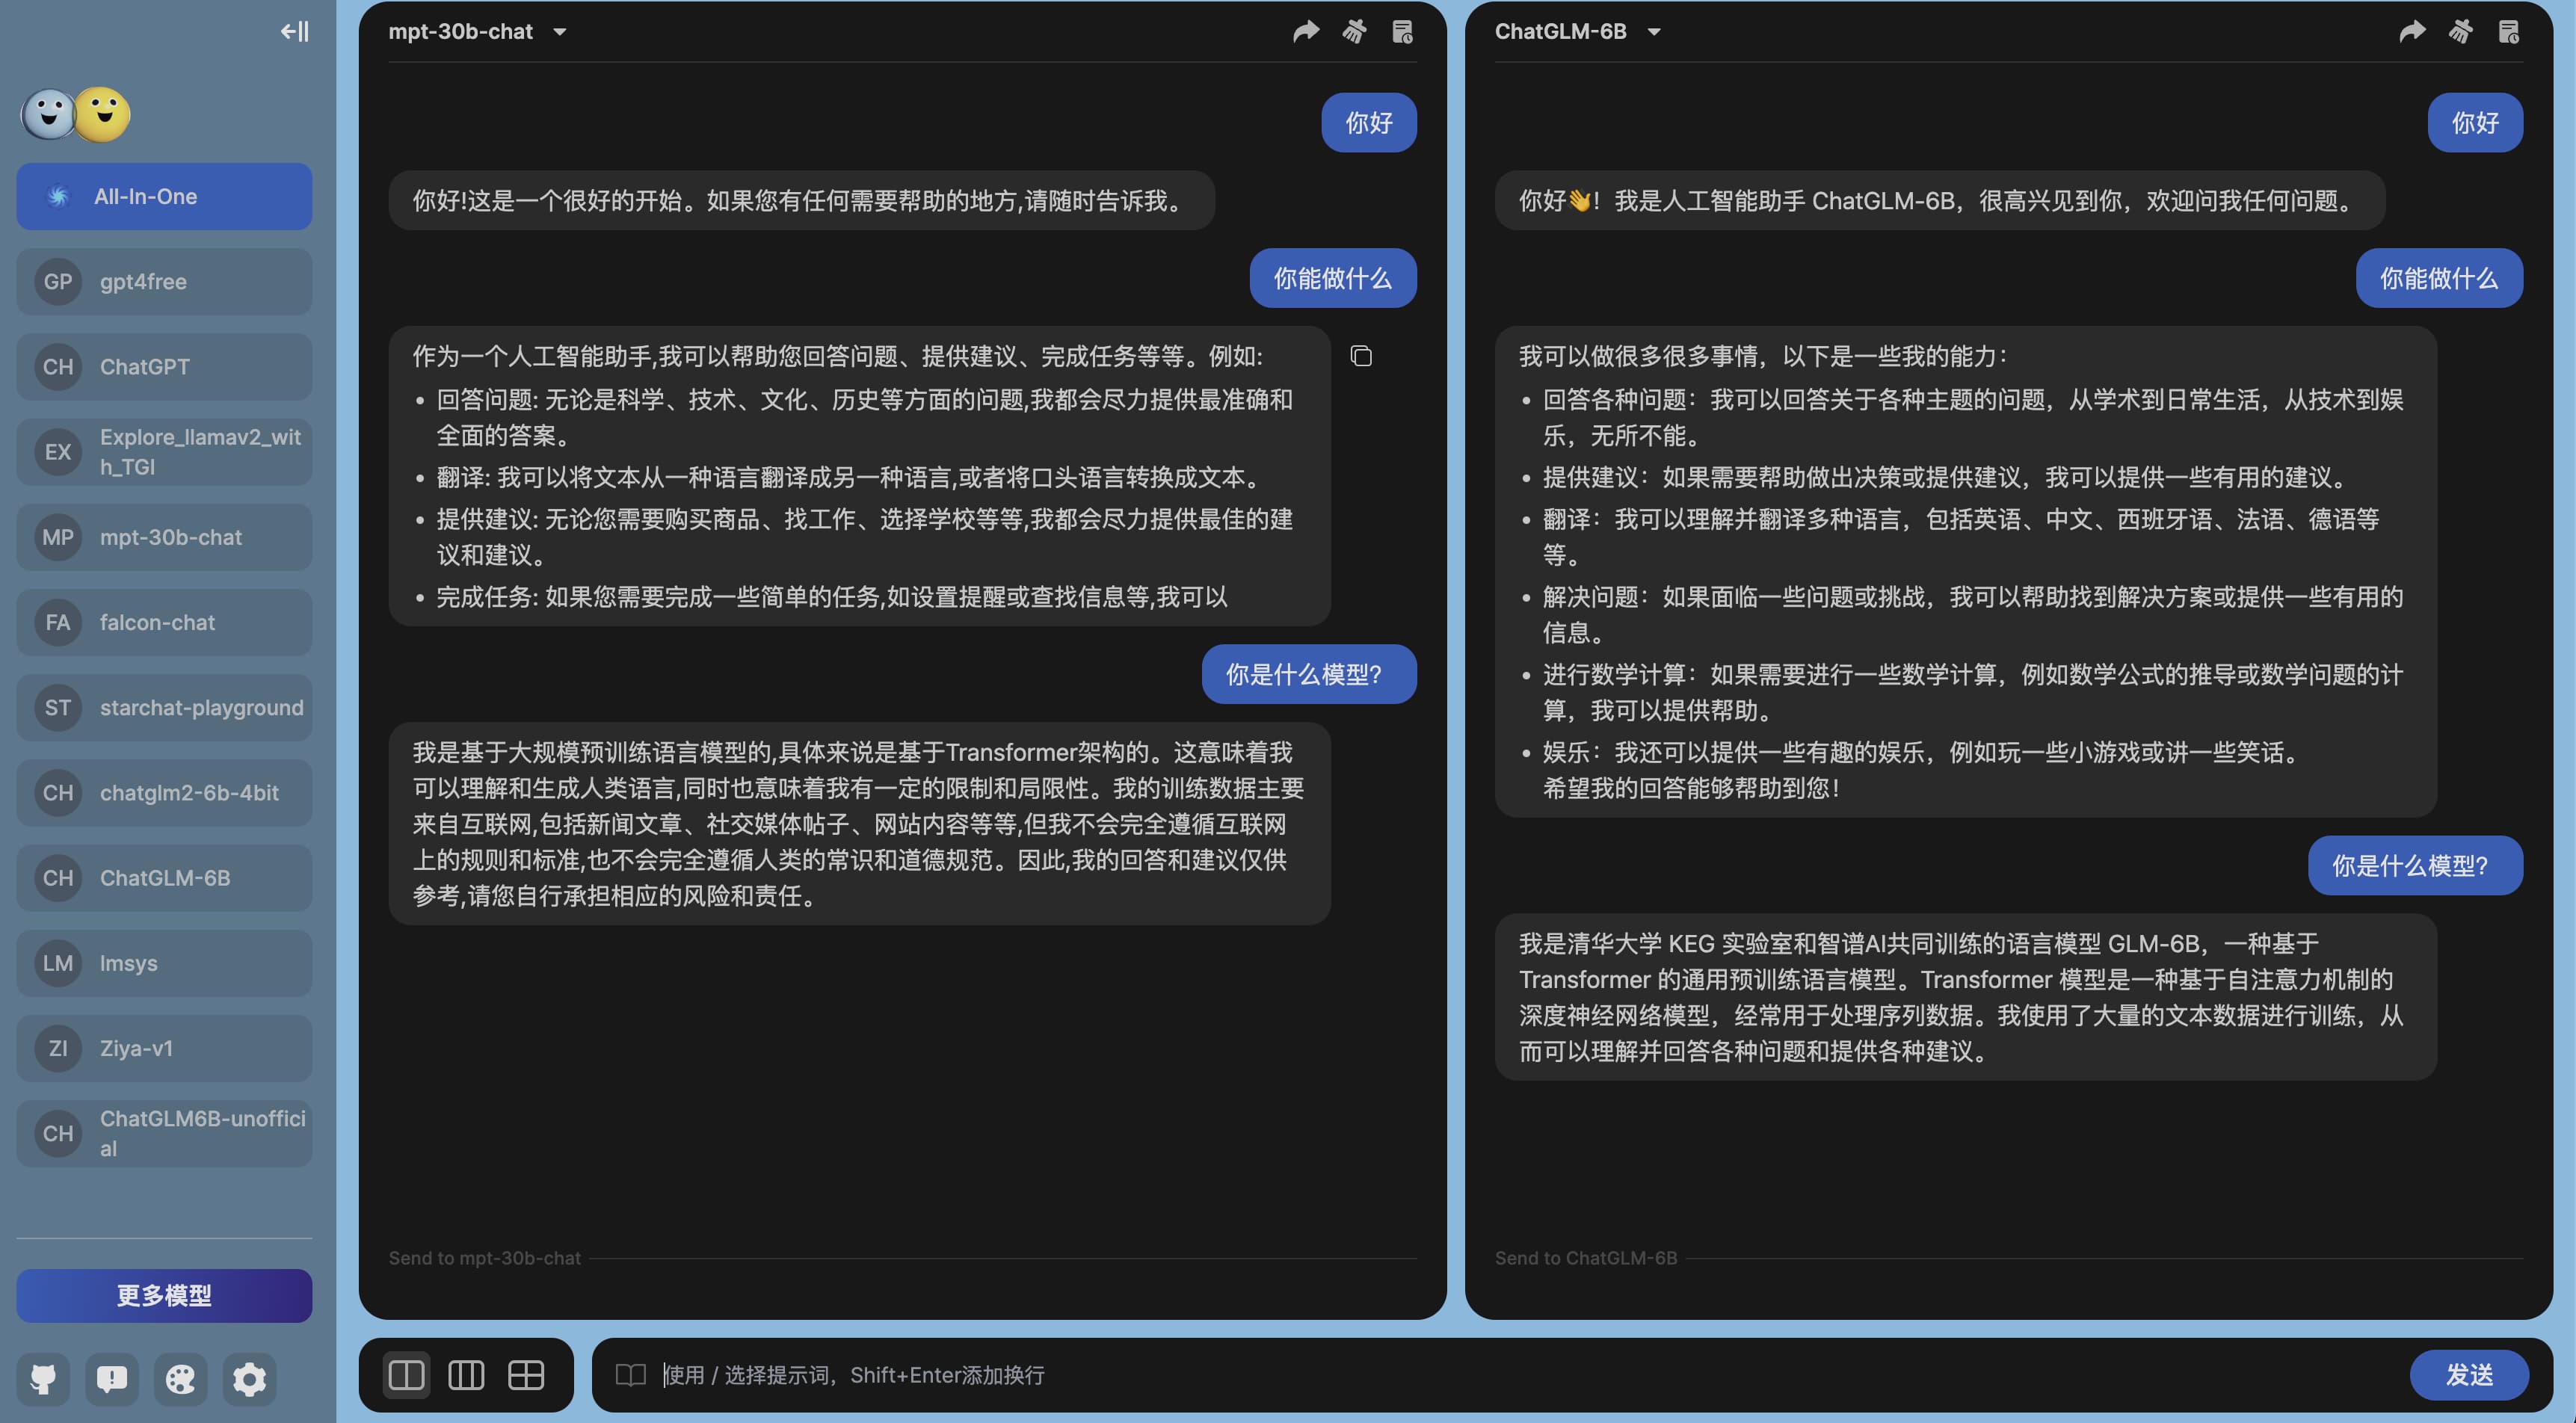 All-In-One
GP
gpt4free
CH
ChatGPT
EX
Explore_llamav2_wit
h_TGI
MP
mpt-30b-chat
FA
falcon-chat
ST
starchat-playground
CH
chatglm2-6b-4bit
CH
ChatGLM-6B
LM
lmsys
ZI
Ziya-v1
CH
ChatGLM6B-unoffici
al
更多模型
mpt-30b-chat
你好
你好!这是一个很好的开始。如果您有任何需要帮助的地方,请随时告诉我。
你能做什么
作为一个人工智能助手,我可以帮助您回答问题、提供建议、完成任务等等。例如:
• 回答问题: 无论是科学、技术、文化、历史等方面的问题,我都会尽力提供最准确和
全面的答案。
• 翻译: 我可以将文本从一种语言翻译成另一种语言,或者将口头语言转换成文本。
• 提供建议: 无论您需要购买商品、找工作、选择学校等等,我都会尽力提供最佳的建
议和建议。
• 完成任务: 如果您需要完成一些简单的任务,如设置提醒或查找信息等,我可以
你是什么模型?
我是基于大规模预训练语言模型的,具体来说是基于Transformer架构的。这意味着我
可以理解和生成人类语言,同时也意味着我有一定的限制和局限性。我的训练数据主要
来自互联网,包括新闻文章、社交媒体帖子、网站内容等等,但我不会完全遵循互联网
上的规则和标准,也不会完全遵循人类的常识和道德规范。因此,我的回答和建议仅供
参考,请您自行承担相应的风险和责任。
Send to mpt-30b-chat
ChatGLM-6B
你好
你好👋！我是人工智能助手 ChatGLM-6B，很高兴见到你，欢迎问我任何问题。
你能做什么
我可以做很多很多事情，以下是一些我的能力：
• 回答各种问题：我可以回答关于各种主题的问题，从学术到日常生活，从技术到娱
乐，无所不能。
• 提供建议：如果需要帮助做出决策或提供建议，我可以提供一些有用的建议。
• 翻译：我可以理解并翻译多种语言，包括英语、中文、西班牙语、法语、德语等
等。
• 解决问题：如果面临一些问题或挑战，我可以帮助找到解决方案或提供一些有用的
信息。
• 进行数学计算：如果需要进行一些数学计算，例如数学公式的推导或数学问题的计
算，我可以提供帮助。
• 娱乐：我还可以提供一些有趣的娱乐，例如玩一些小游戏或讲一些笑话。
希望我的回答能够帮助到您！
你是什么模型?
我是清华大学 KEG 实验室和智谱AI共同训练的语言模型 GLM-6B，一种基于
Transformer 的通用预训练语言模型。Transformer 模型是一种基于自注意力机制的
深度神经网络模型，经常用于处理序列数据。我使用了大量的文本数据进行训练，从
而可以理解并回答各种问题和提供各种建议。
Send to ChatGLM-6B
使用 / 选择提示词，Shift+Enter添加换行
发送